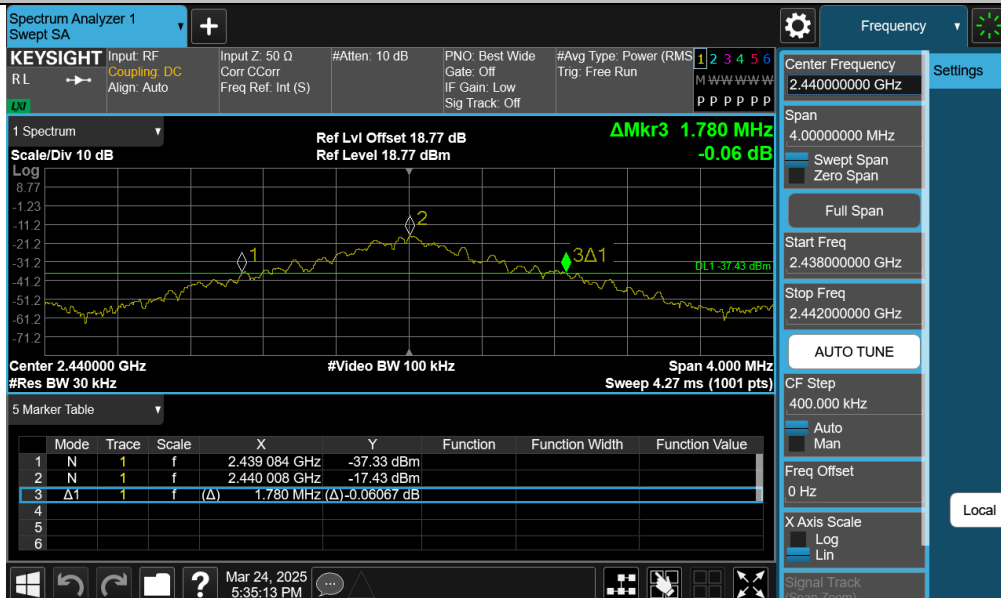 Spectrum Analyzer 1
Swept SA
+
Frequency
KEYSIGHT
RL
LXI
Input: RF
Coupling: DC
Align: Auto
Input Z: 50 Ω
Corr CCorr
Freq Ref: Int (S)
#Atten: 10 dB
PNO: Best Wide
Gate: Off
IF Gain: Low
Sig Track: Off
#Avg Type: Power (RMS
Trig: Free Run
1 2 3 4 5 6
M W W W W W
P P P P P P
Center Frequency
2.440000000 GHz
Settings
1 Spectrum
Scale/Div 10 dB
Ref Lvl Offset 18.77 dB
Ref Level 18.77 dBm
ΔMkr3 1.780 MHz
-0.06 dB
Span
4.00000000 MHz
Swept Span
Zero Span
Full Span
Log
8.77
-1.23
-11.2
-21.2
-31.2
-41.2
-51.2
-61.2
-71.2
1
2
3Δ1
DL1 -37.43 dBm
Start Freq
2.438000000 GHz
Stop Freq
2.442000000 GHz
AUTO TUNE
Center 2.440000 GHz
#Video BW 100 kHz
Span 4.000 MHz
#Res BW 30 kHz
Sweep 4.27 ms (1001 pts)
CF Step
400.000 kHz
Auto
Man
5 Marker Table
Mode Trace Scale X Y Function Function Width Function Value
1 N 1 f 2.439 084 GHz -37.33 dBm
2 N 1 f 2.440 008 GHz -17.43 dBm
3 Δ1 1 f (Δ) 1.780 MHz (Δ) -0.06067 dB
4
5
6
Freq Offset
0 Hz
X Axis Scale
Log
Lin
Local
Signal Track
(Span Zoom)
?
Mar 24, 2025
5:35:13 PM